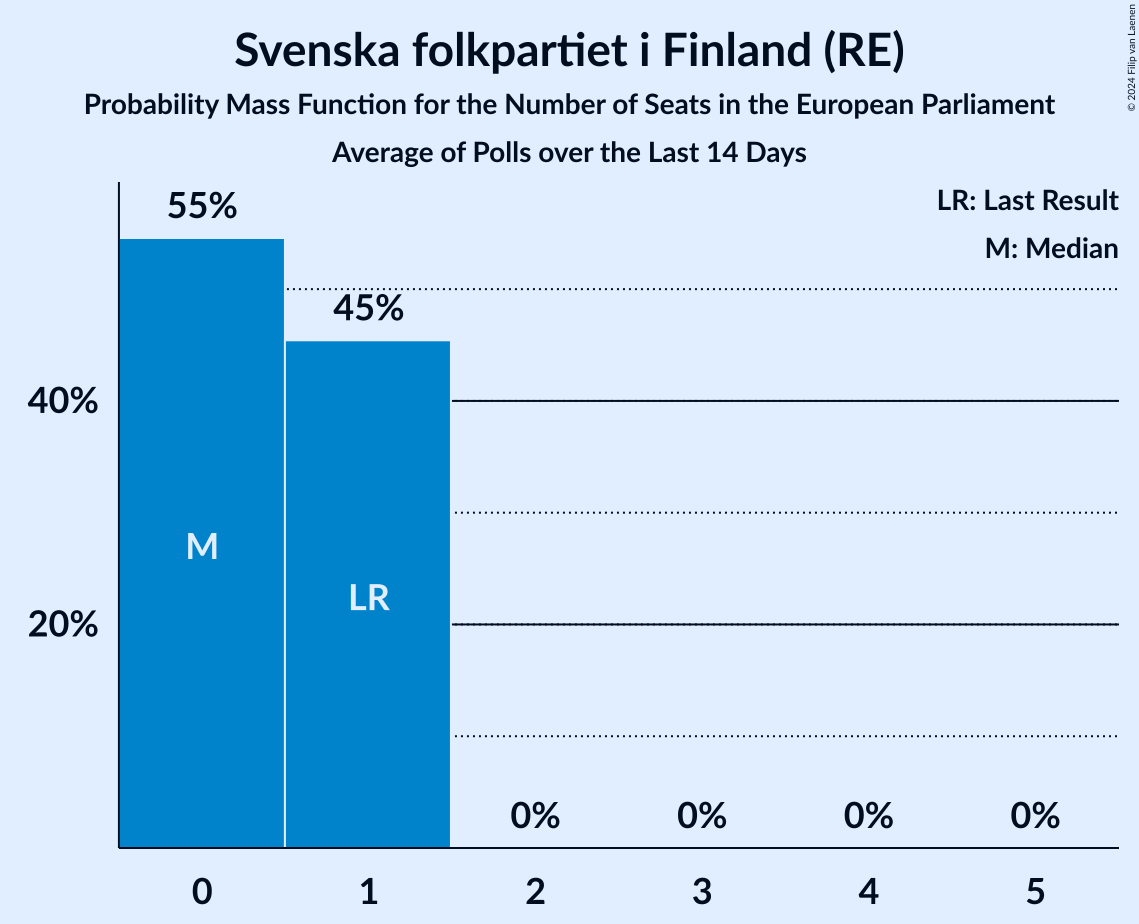 Svenska folkpartiet i Finland (RE)
Probability Mass Function for the Number of Seats in the European Parliament
Average of Polls over the Last 14 Days
© 2024 Filip van Laenen
LR: Last Result
M: Median
55%
45%
40%
20%
M
LR
0%
0%
0%
0%
0
1
2
3
4
5